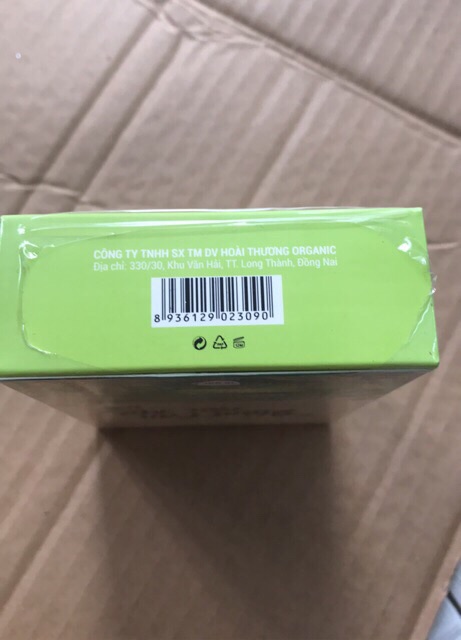 CÔNG TY TNHH SX TM DV HOÀI THƯƠNG ORGANIC
Địa chỉ: 330/30, Khu Văn Hải, TT. Long Thành, Đồng Nai
8 936129 023090